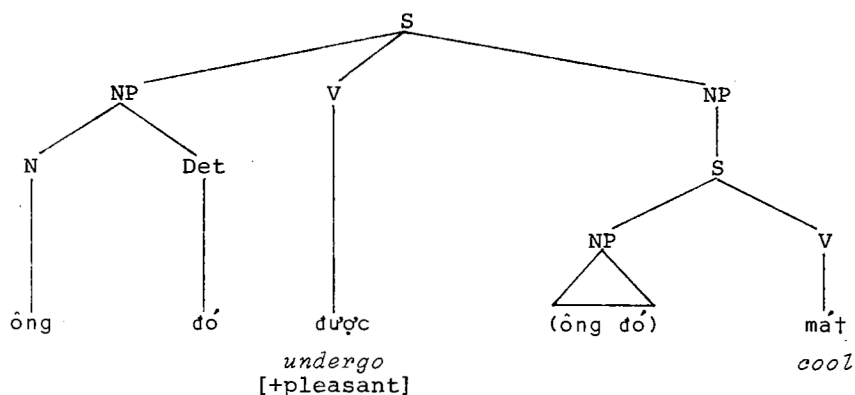 S
NP V NP
N Det S
NP V
ông đó được (ông đó) mát
undergo cool
[+pleasant]